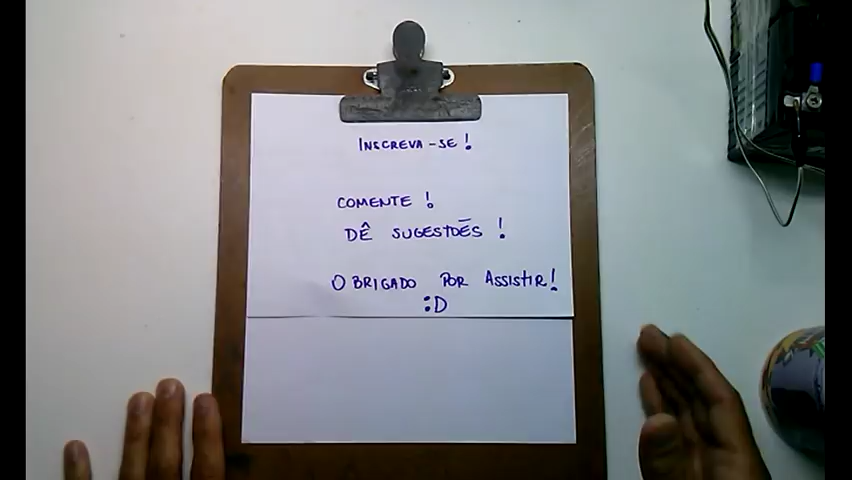 INSCREVA-SE!
COMENTE!
DÊ SUGESTÕES!
OBRIGADO POR ASSISTIR!
:D